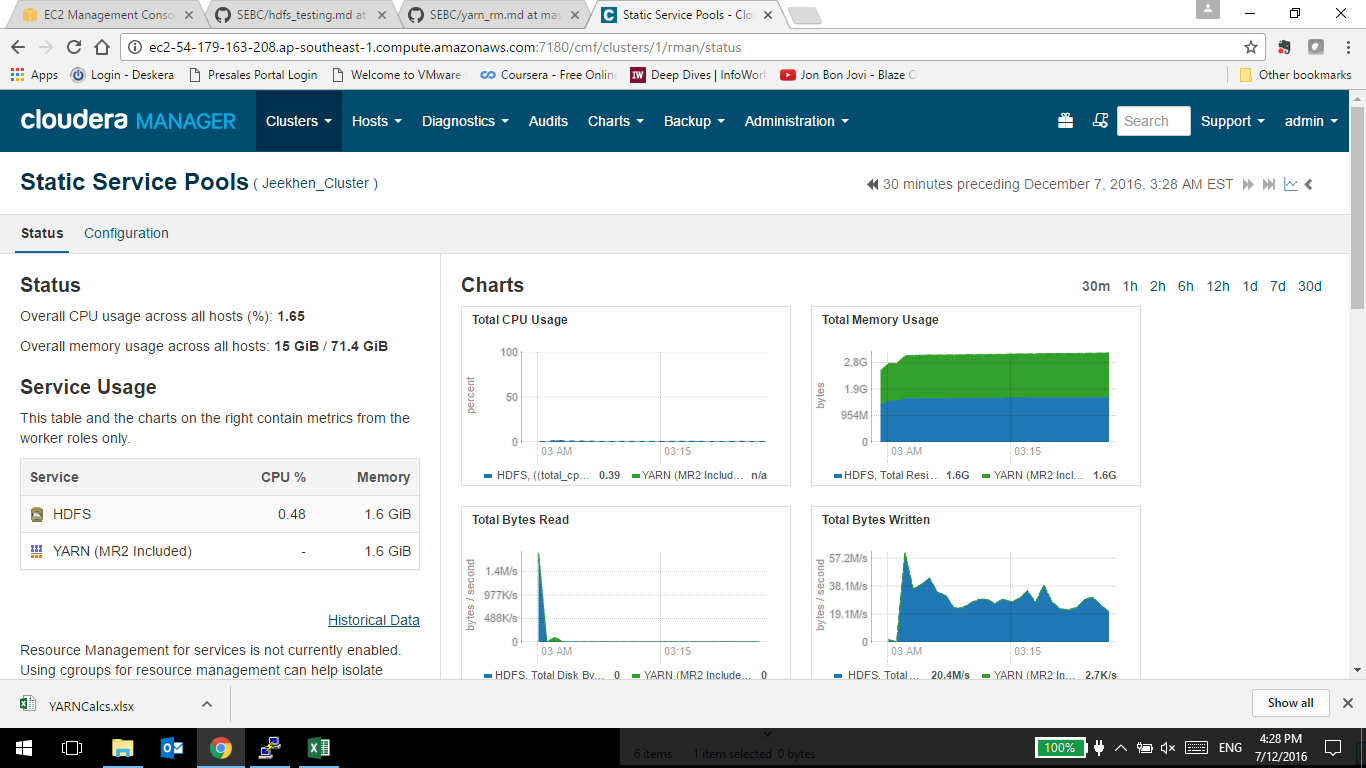 EC2 Management Conso
SEBC/hdfs_testing.md at
SEBC/yarn_rm.md at mas
Static Service Pools - Clo
ec2-54-179-163-208.ap-southeast-1.compute.amazonaws.com:7180/cmf/clusters/1/rman/status
Apps Login - Deskera Presales Portal Login Welcome to VMware Coursera - Free Online Deep Dives | InfoWorl Jon Bon Jovi - Blaze O Other bookmarks
cloudera MANAGER Clusters Hosts Diagnostics Audits Charts Backup Administration Search Support admin
Static Service Pools ( Jeekhen_Cluster ) 30 minutes preceding December 7, 2016, 3:28 AM EST
Status Configuration
Status
Overall CPU usage across all hosts (%): 1.65
Overall memory usage across all hosts: 15 GiB / 71.4 GiB
Service Usage
This table and the charts on the right contain metrics from the
worker roles only.
Service CPU % Memory
HDFS 0.48 1.6 GiB
YARN (MR2 Included) - 1.6 GiB
Historical Data
Resource Management for services is not currently enabled.
Using cgroups for resource management can help isolate
Charts 30m 1h 2h 6h 12h 1d 7d 30d
Total CPU Usage
percent
100
50
0
03 AM 03:15
HDFS, ((total_cp... 0.39 YARN (MR2 Includ... n/a
Total Memory Usage
bytes
2.8G
1.9G
954M
0
03 AM 03:15
HDFS, Total Resi... 1.6G YARN (MR2 Incl... 1.6G
Total Bytes Read
bytes / second
1.4M/s
977K/s
488K/s
0
03 AM 03:15
HDFS, Total Disk By... 0 YARN (MR2 Include... 0
Total Bytes Written
bytes / second
57.2M/s
38.1M/s
19.1M/s
0
03 AM 03:15
HDFS, Total ... 20.4M/s YARN (MR2 In... 2.7K/s
YARNCalcs.xlsx Show all
6 items 1 item selected 0 bytes
100% ENG
4:28 PM
7/12/2016